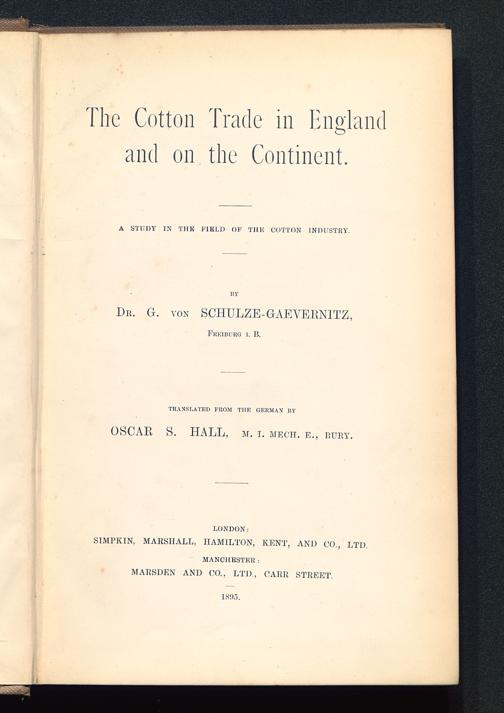 The Cotton Trade in England
and on the Continent.
A STUDY IN THE FIELD OF THE COTTON INDUSTRY.
BY
DR. G. VON SCHULZE-GAEVERNITZ,
FREIBURG I. B.
TRANSLATED FROM THE GERMAN BY
OSCAR S. HALL, M. I. MECH. E., BURY.
LONDON:
SIMPKIN, MARSHALL, HAMILTON, KENT, AND CO., LTD.
MANCHESTER:
MARSDEN AND CO., LTD., CARR STREET.
1895.